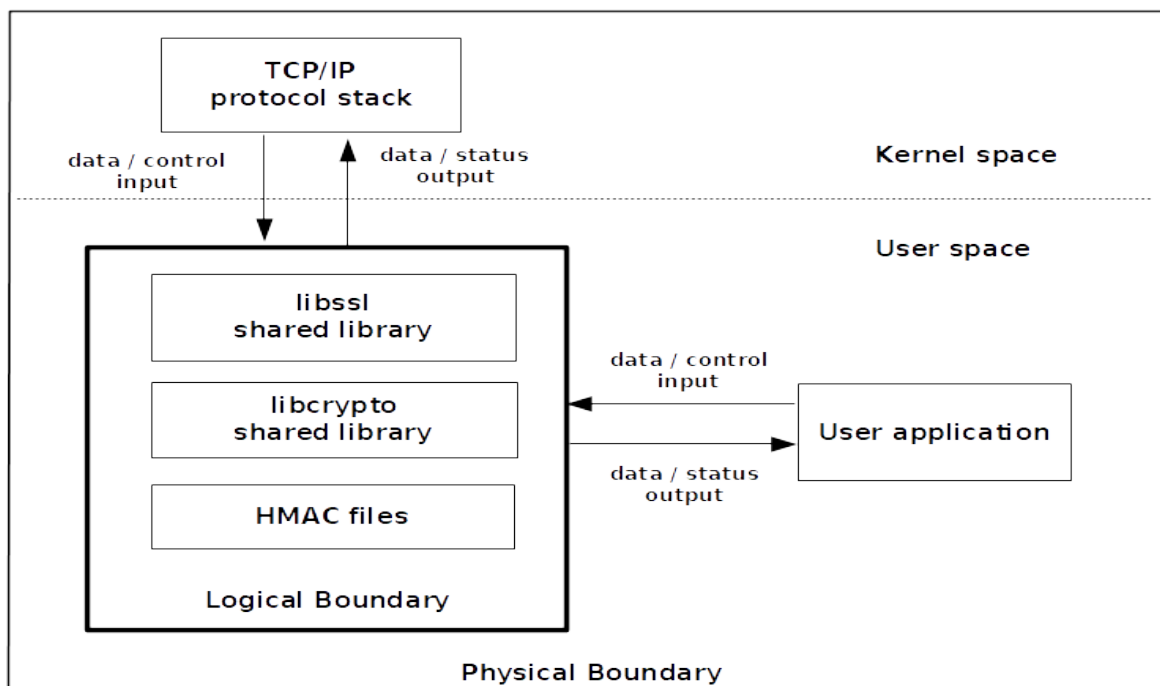 TCP/IP
protocol stack
data / control
input
data / status
output
Kernel space
User space
libssl
shared library
libcrypto
shared library
HMAC files
Logical Boundary
data / control
input
User application
data / status
output
Physical Boundary